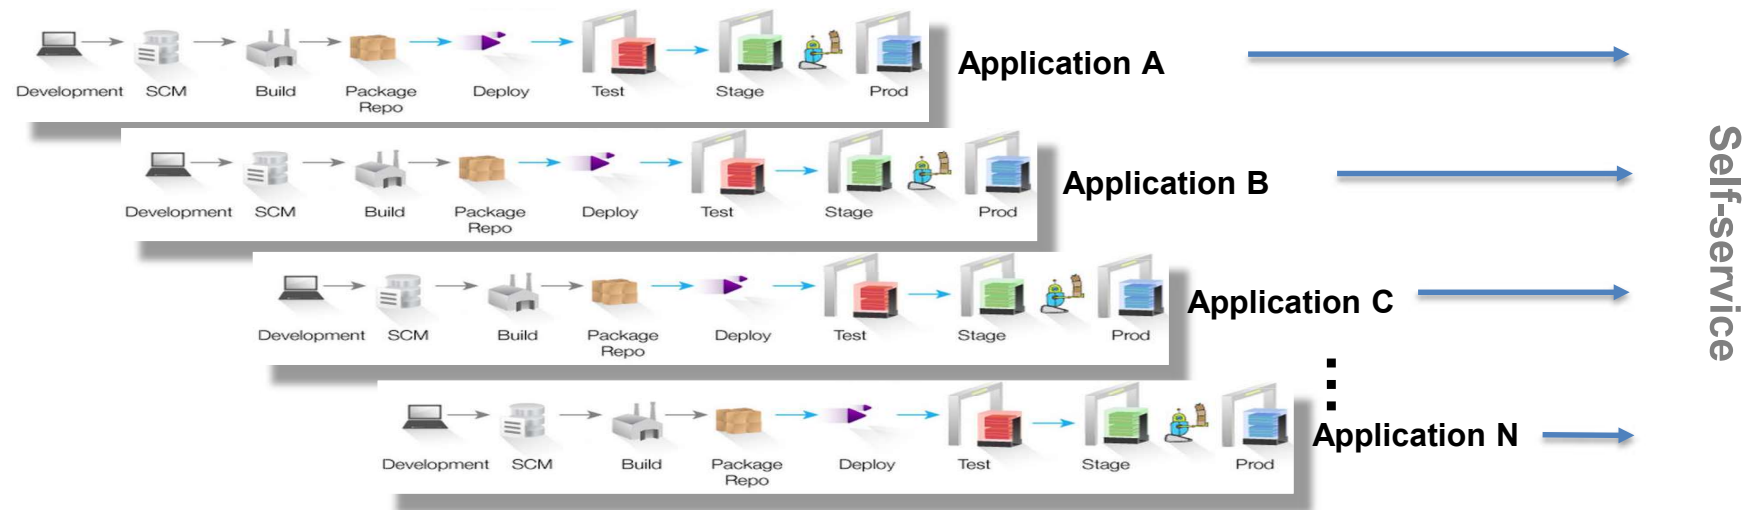 Development SCM Build Package Repo Deploy Test Stage Prod
Application A
Development SCM Build Package Repo Deploy Test Stage Prod
Application B
Development SCM Build Package Repo Deploy Test Stage Prod
Application C
Development SCM Build Package Repo Deploy Test Stage Prod
Application N
Self-service